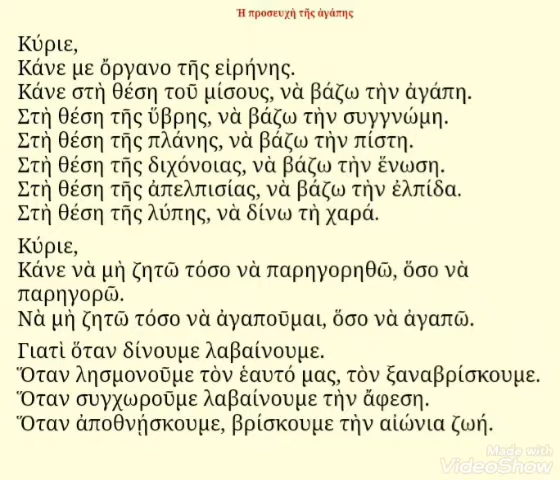 Ἡ προσευχὴ τῆς ἀγάπης
Κύριε,
Κάνε με ὄργανο τῆς εἰρήνης.
Κάνε στὴ θέση τοῦ μίσους, νὰ βάζω τὴν ἀγάπη.
Στὴ θέση τῆς ὕβρης, νὰ βάζω τὴν συγγνώμη.
Στὴ θέση τῆς πλάνης, νὰ βάζω τὴν πίστη.
Στὴ θέση τῆς διχόνοιας, νὰ βάζω τὴν ἕνωση.
Στὴ θέση τῆς ἀπελπισίας, νὰ βάζω τὴν ἐλπίδα.
Στὴ θέση τῆς λύπης, νὰ δίνω τὴ χαρά.
Κύριε,
Κάνε νὰ μὴ ζητῶ τόσο νὰ παρηγορηθῶ, ὅσο νὰ
παρηγορῶ.
Νὰ μὴ ζητῶ τόσο νὰ ἀγαποῦμαι, ὅσο νὰ ἀγαπῶ.
Γιατὶ ὅταν δίνουμε λαβαίνουμε.
Ὅταν λησμονοῦμε τὸν ἑαυτό μας, τὸν ξαναβρίσκουμε.
Ὅταν συγχωροῦμε λαβαίνουμε τὴν ἄφεση.
Ὅταν ἀποθνῄσκουμε, βρίσκουμε τὴν αἰώνια ζωή.
Made with
VideoShow